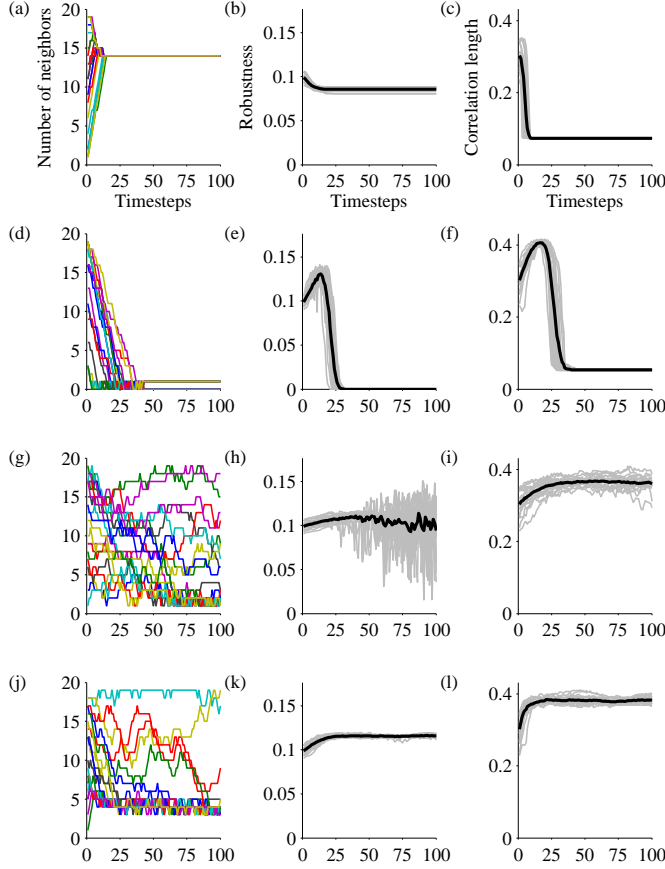 (a) (b) (c)
Number of neighbors Robustness Correlation length
20 15 10 5 0
0.15 0.1 0.05 0
0.4 0.2 0
0 25 50 75 100 0 25 50 75 100 0 25 50 75 100
Timesteps Timesteps Timesteps
(d) (e) (f)
20 15 10 5 0
0.15 0.1 0.05 0
0.4 0.2 0
0 25 50 75 100 0 25 50 75 100 0 25 50 75 100
(g) (h) (i)
20 15 10 5 0
0.15 0.1 0.05 0
0.4 0.2 0
0 25 50 75 100 0 25 50 75 100 0 25 50 75 100
(j) (k) (l)
20 15 10 5 0
0.15 0.1 0.05 0
0.4 0.2 0
0 25 50 75 100 0 25 50 75 100 0 25 50 75 100